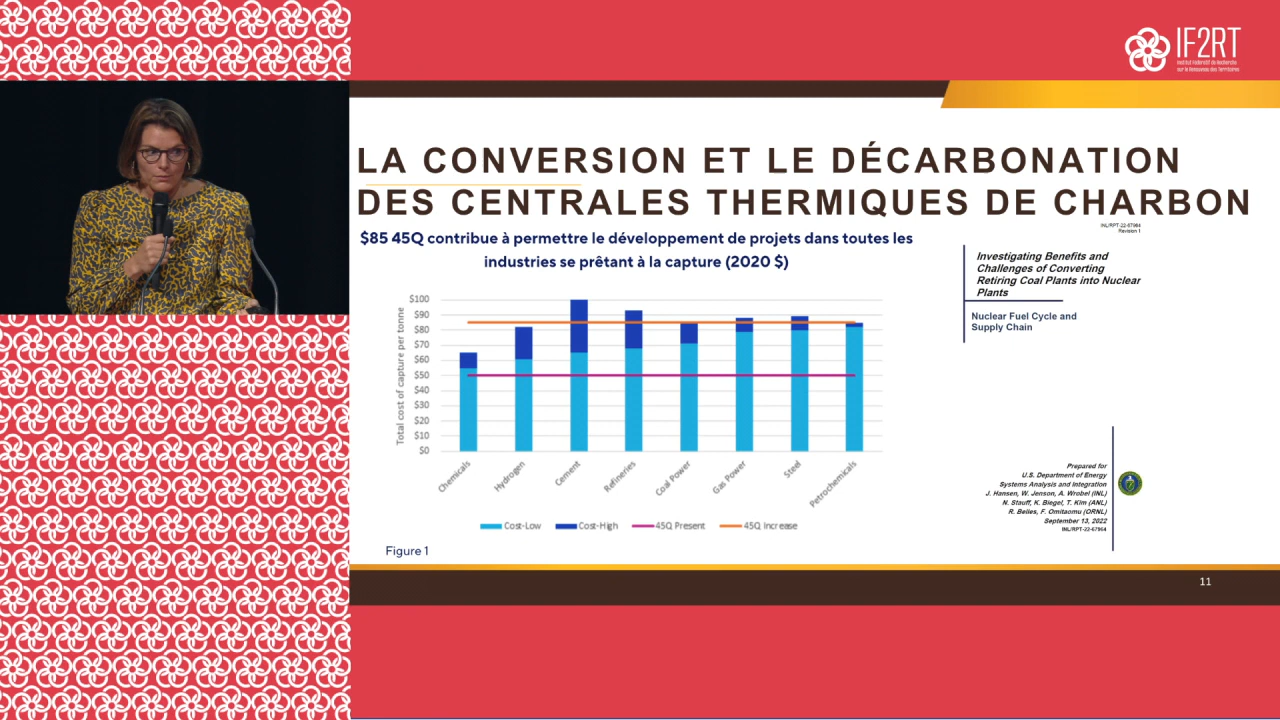 IF2RT
Institut Fédératif de Recherche
sur le Renouveau des Territoires
LA CONVERSION ET LE DÉCARBONATION
DES CENTRALES THERMIQUES DE CHARBON
$85 45Q contribue à permettre le développement de projets dans toutes les
industries se prêtant à la capture (2020 $)
Total cost of capture per tonne
$100
$90
$80
$70
$60
$50
$40
$30
$20
$10
$0
Chemicals
Hydrogen
Cement
Refineries
Coal Power
Gas Power
Steel
Petrochemicals
Cost-Low
Cost-High
45Q Present
45Q Increase
Figure 1
INL/RPT-22-67964
Revision 1
Investigating Benefits and
Challenges of Converting
Retiring Coal Plants into Nuclear
Plants
Nuclear Fuel Cycle and
Supply Chain
Prepared for
U.S. Department of Energy
Systems Analysis and Integration
J. Hansen, W. Jenson, A. Wrobel (INL)
N. Stauff, K. Biegel, T. Kim (ANL)
R. Belles, F. Omitaomu (ORNL)
September 13, 2022
INL/RPT-22-67964
11